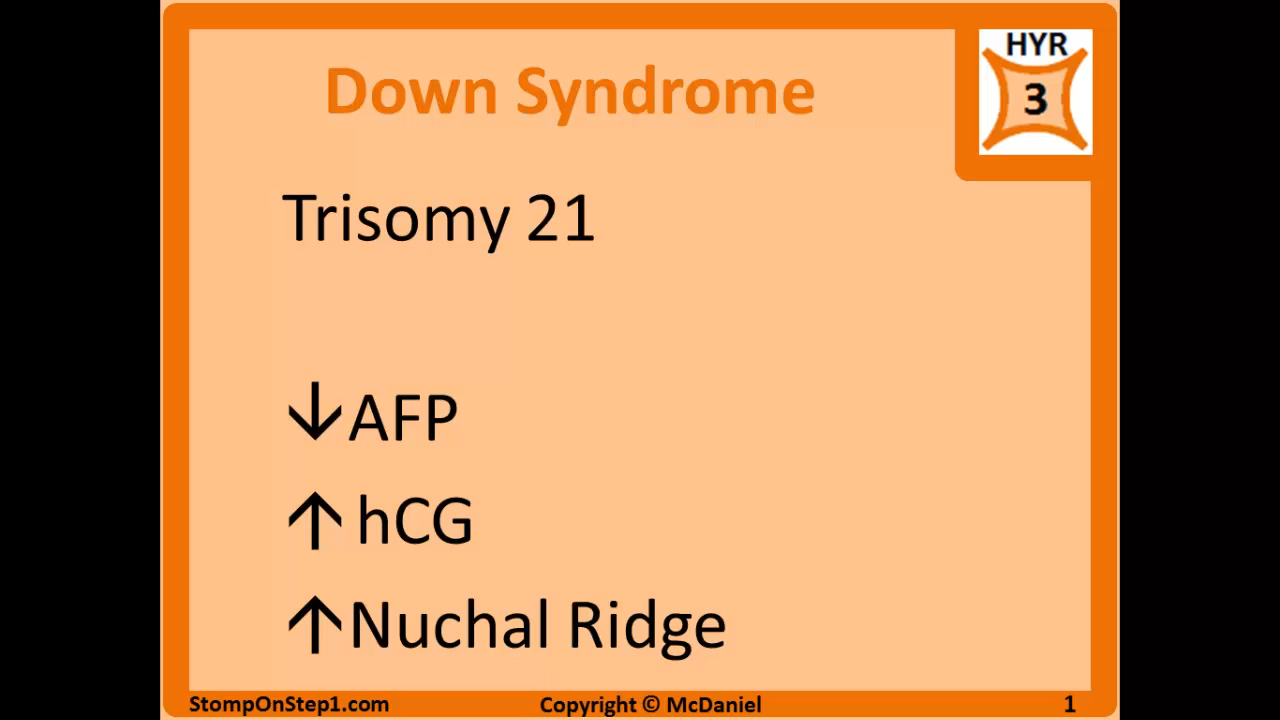 Down Syndrome
HYR
3
Trisomy 21
↓AFP
↑hCG
↑Nuchal Ridge
StompOnStep1.com
Copyright © McDaniel
1